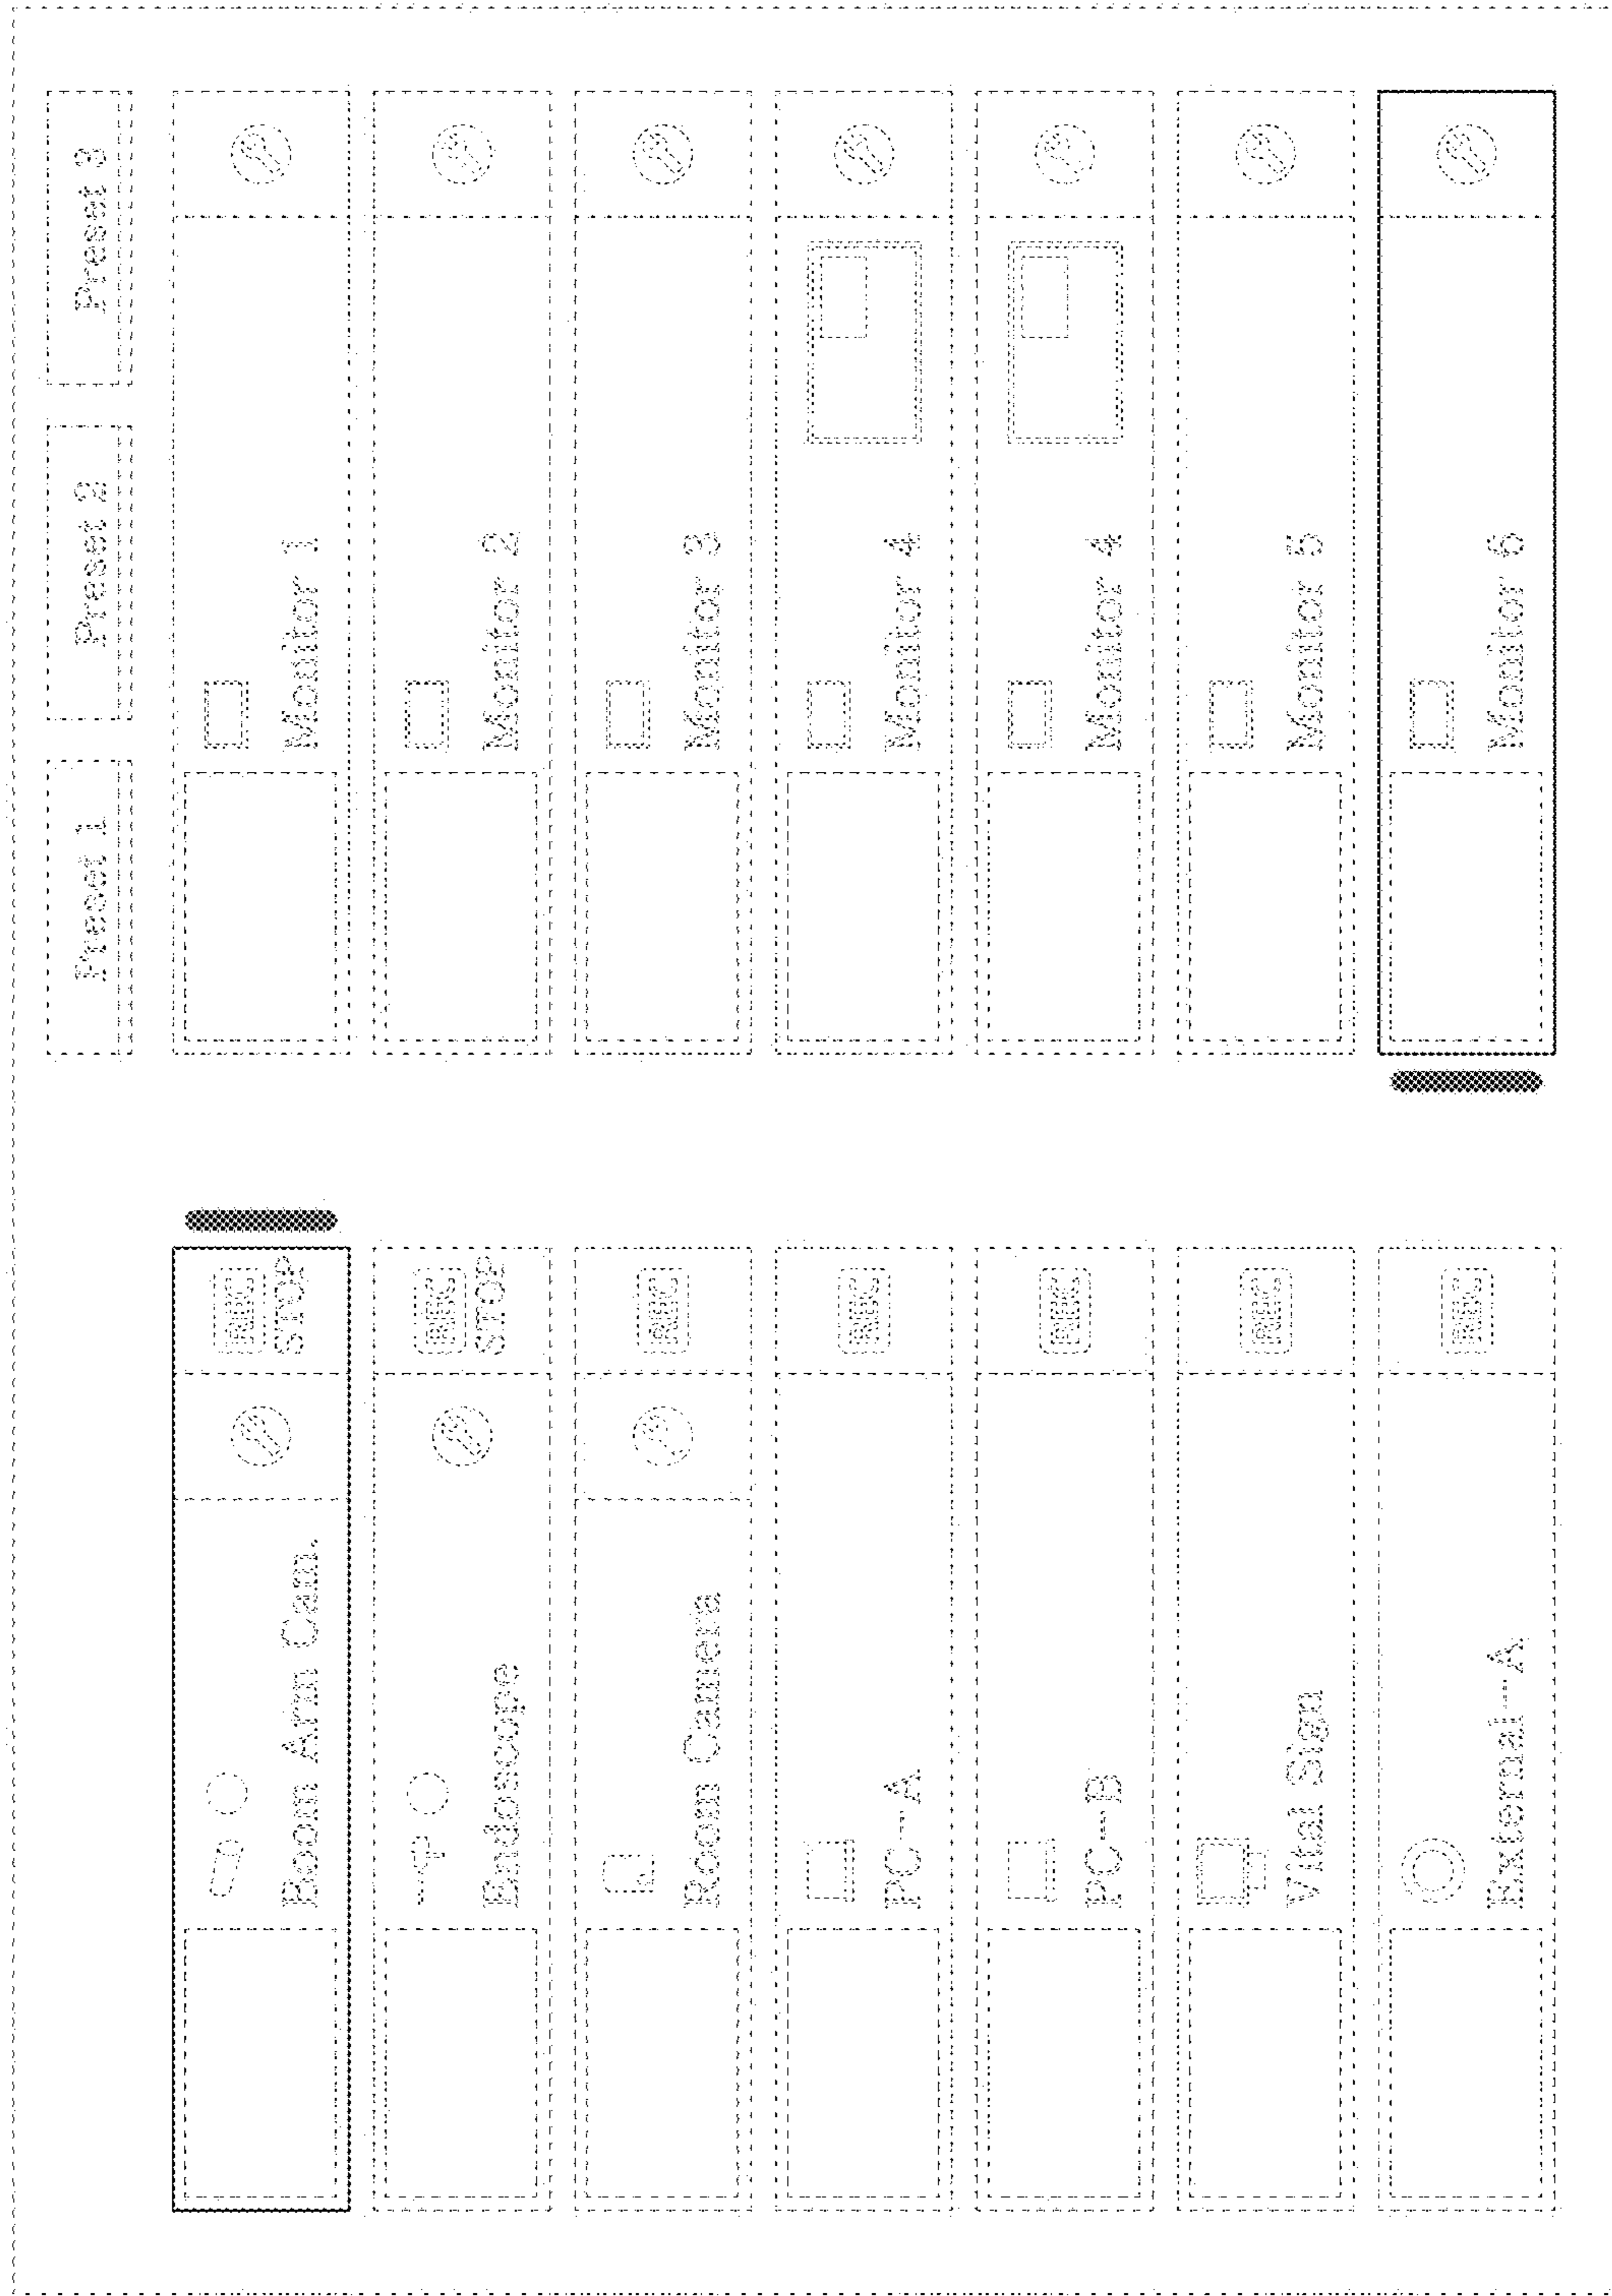 Preset 1 Preset 2 Preset 3
Boom Arm Cam.
REC
STOP
Endoscope
REC
STOP
Room Camera
REC
PC-A
REC
PC-B
REC
Vital Sign
REC
External-A
REC
Monitor 1
Monitor 2
Monitor 3
Monitor 4
Monitor 4
Monitor 5
Monitor 6